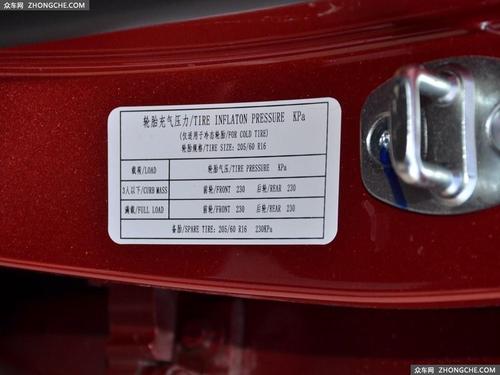 众车网 ZHONGCHE.COM
轮胎充气压力/TIRE INFLATON PRESSURE KPa
(仅适用于冷态轮胎/FOR COLD TIRE)
轮胎规格/TIRE SIZE: 205/60 R16
载荷/LOAD 轮胎气压/TIRE PRESSURE KPa
3人以下/CURB MASS 前轮/FRONT 230 后轮/REAR 230
满载/FULL LOAD 前轮/FRONT 230 后轮/REAR 230
备胎/SPARE TIRE: 205/60 R16 230KPa
众车网 ZHONGCHE.COM